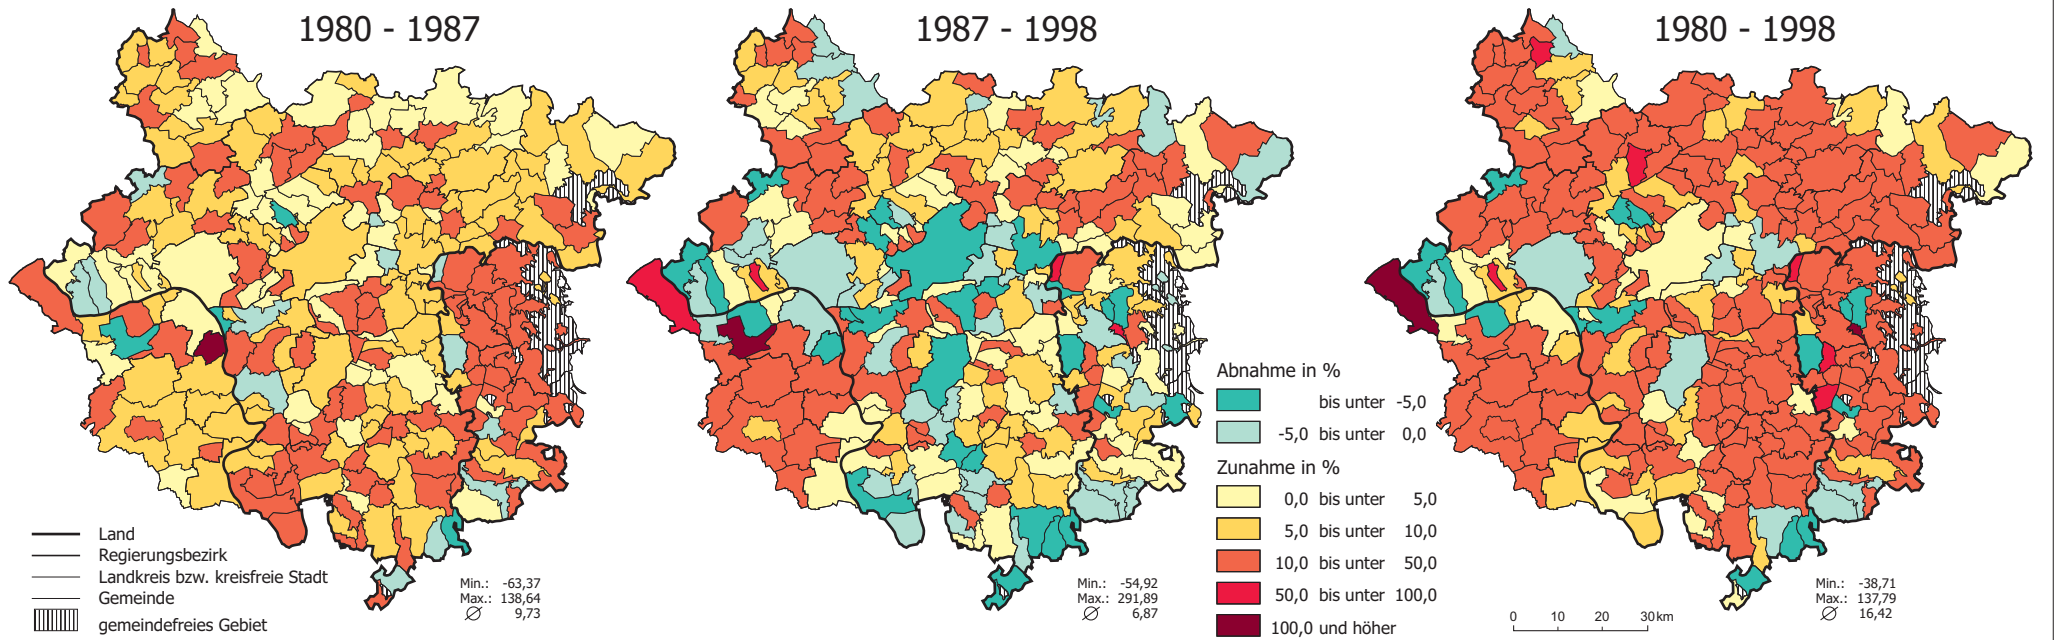 1980 - 1987
1987 - 1998
1980 - 1998
Abnahme in %
bis unter -5,0
-5,0 bis unter 0,0
Zunahme in %
0,0 bis unter 5,0
5,0 bis unter 10,0
10,0 bis unter 50,0
50,0 bis unter 100,0
100,0 und höher
Land
Regierungsbezirk
Landkreis bzw. kreisfreie Stadt
Gemeinde
gemeindefreies Gebiet
Min.: -63,37
Max.: 138,64
∅ 9,73
Min.: -54,92
Max.: 291,89
∅ 6,87
0 10 20 30 km
Min.: -38,71
Max.: 137,79
∅ 16,42